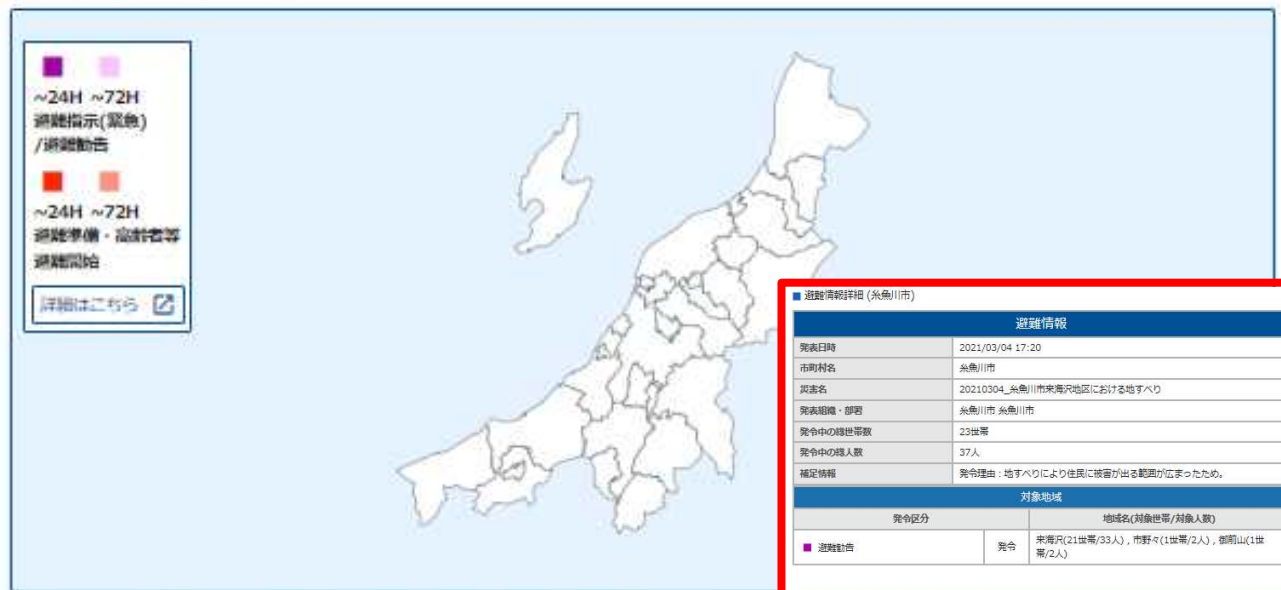 ~24H ~72H
避難指示(緊急)
/避難勧告
~24H ~72H
避難準備・高齢者等
避難開始
詳細はこちら
避難情報詳細 (糸魚川市)
避難情報
発表日時 2021/03/04 17:20
市町村名 糸魚川市
災害名 20210304_糸魚川市来海沢地区における地すべり
発表組織・部署 糸魚川市 糸魚川市
発令中の総世帯数 23世帯
発令中の総人数 37人
補足情報 発令理由：地すべりにより住民に被害が出る範囲が広まったため。
対象地域
発令区分 地域名(対象世帯/対象人数)
避難勧告 発令 来海沢(21世帯/33人) , 市野々(1世帯/2人) , 御前山(1世
帯/2人)